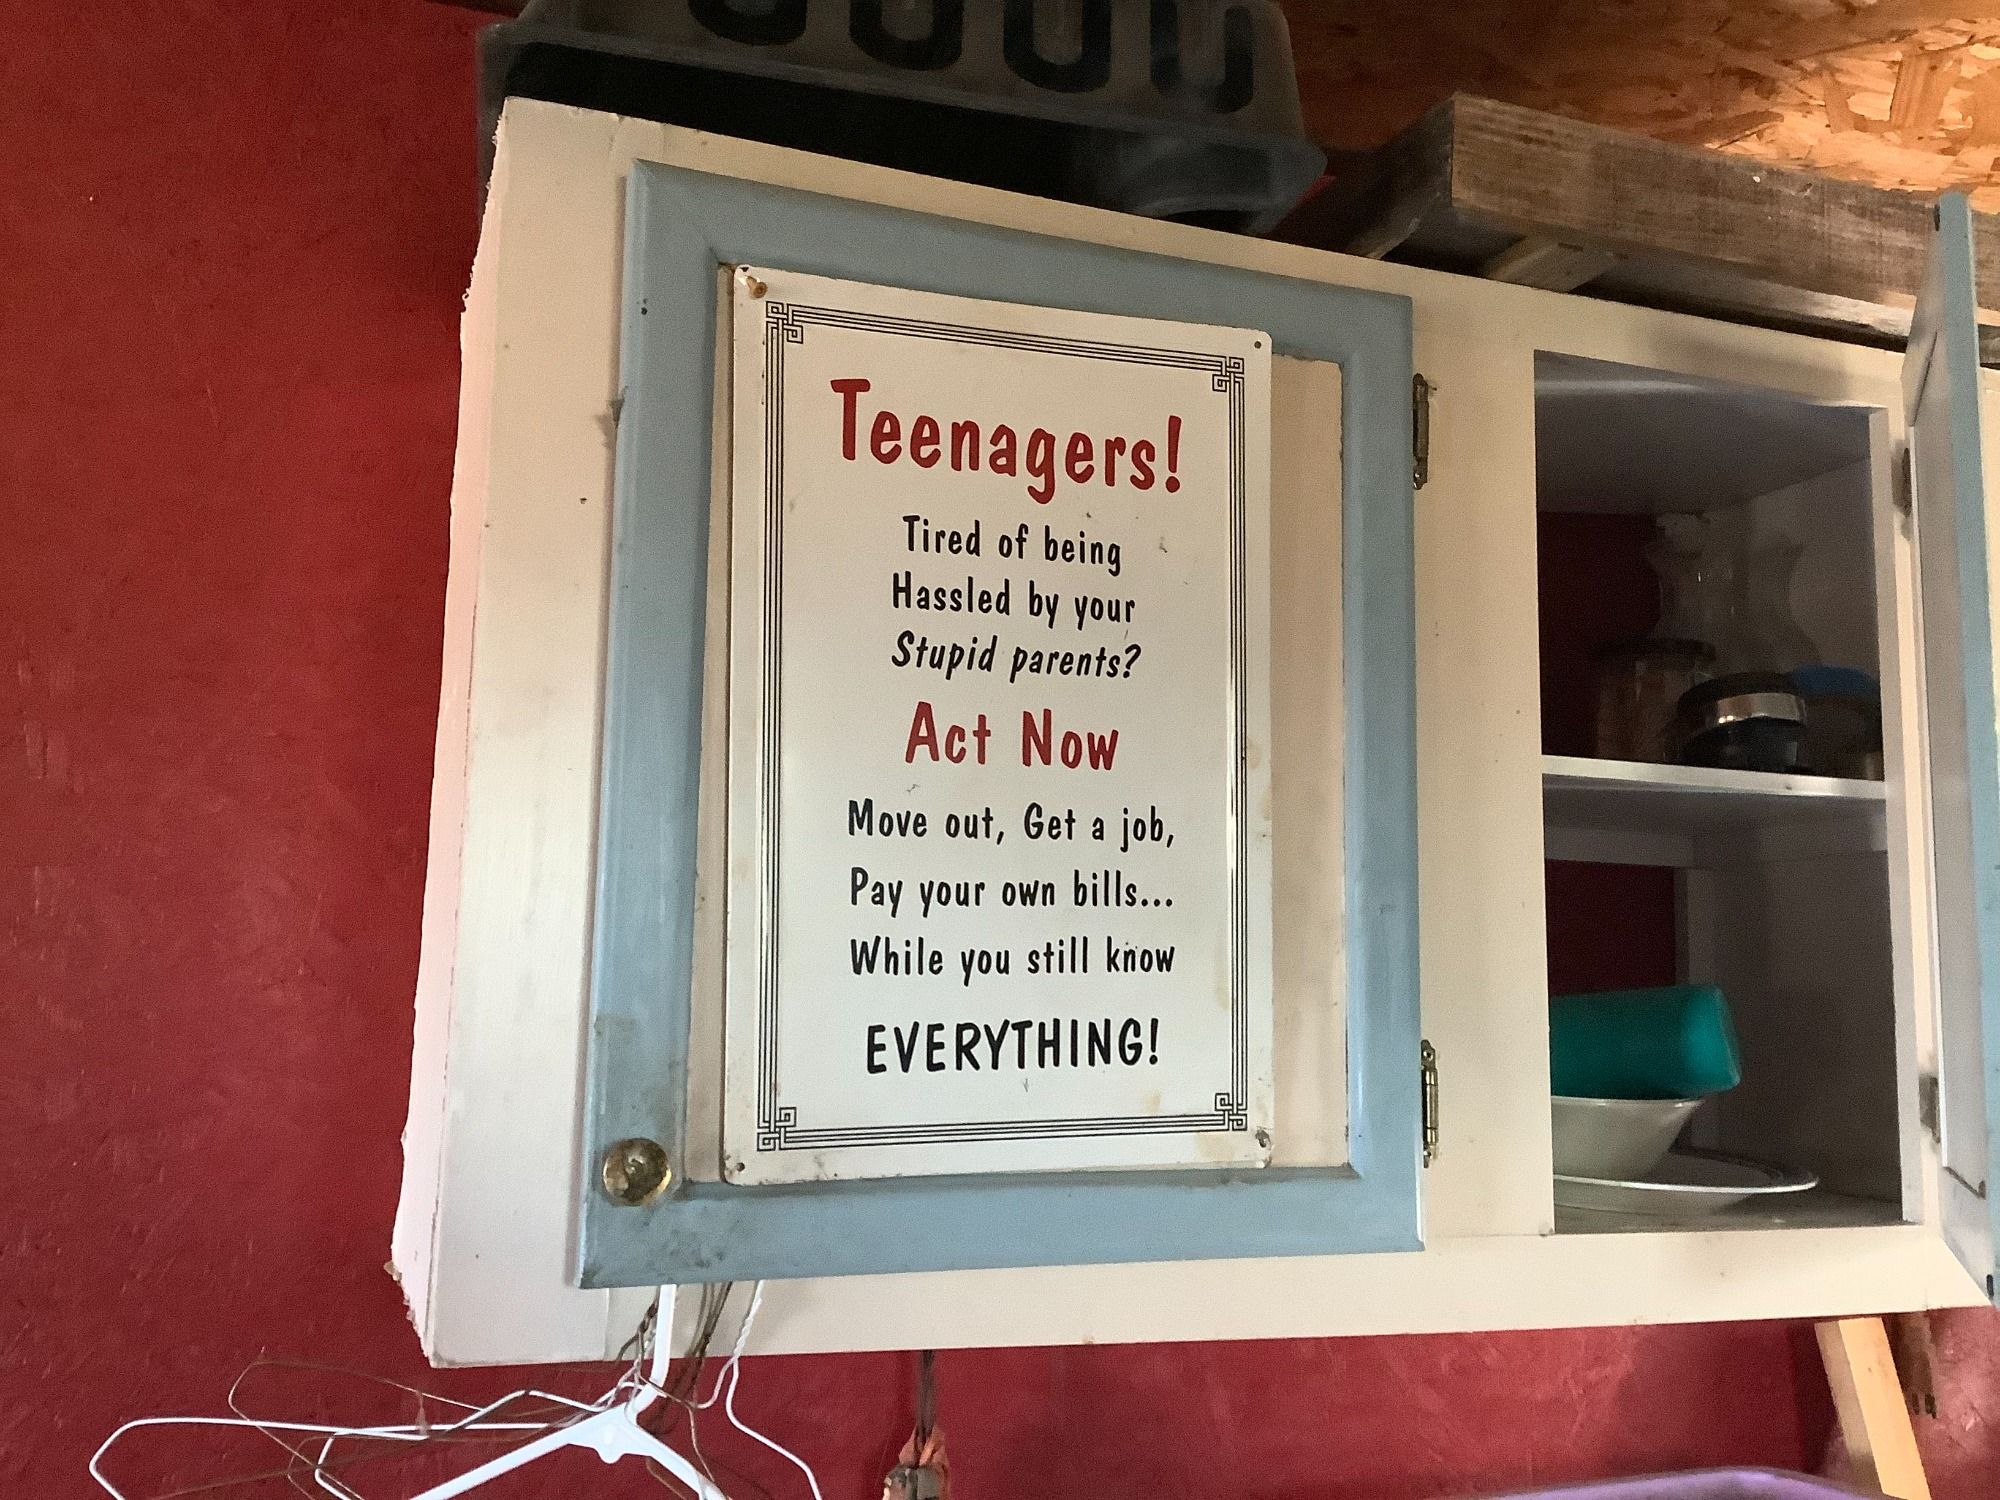 Teenagers!
Tired of being
Hassled by your
Stupid parents?
Act Now
Move out, Get a job,
Pay your own bills...
While you still know
EVERYTHING!